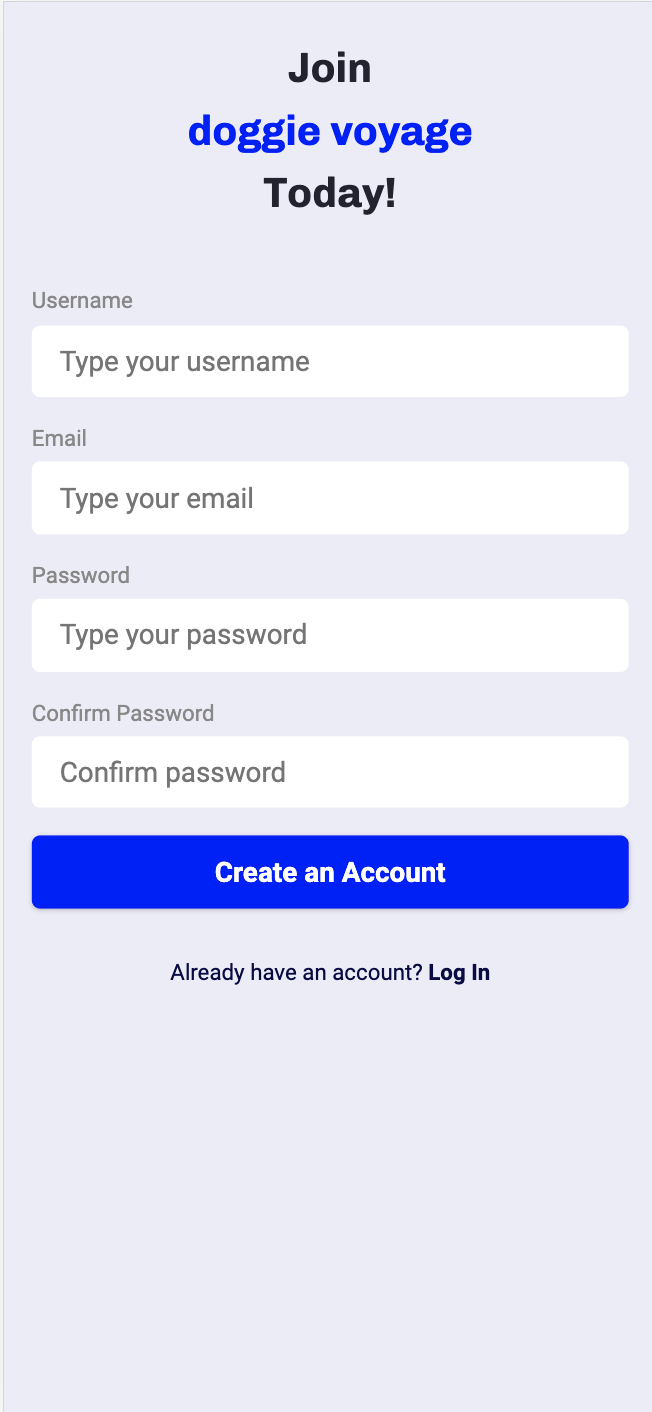 Join
doggie voyage
Today!
Username
Type your username
Email
Type your email
Password
Type your password
Confirm Password
Confirm password
Create an Account
Already have an account? Log In